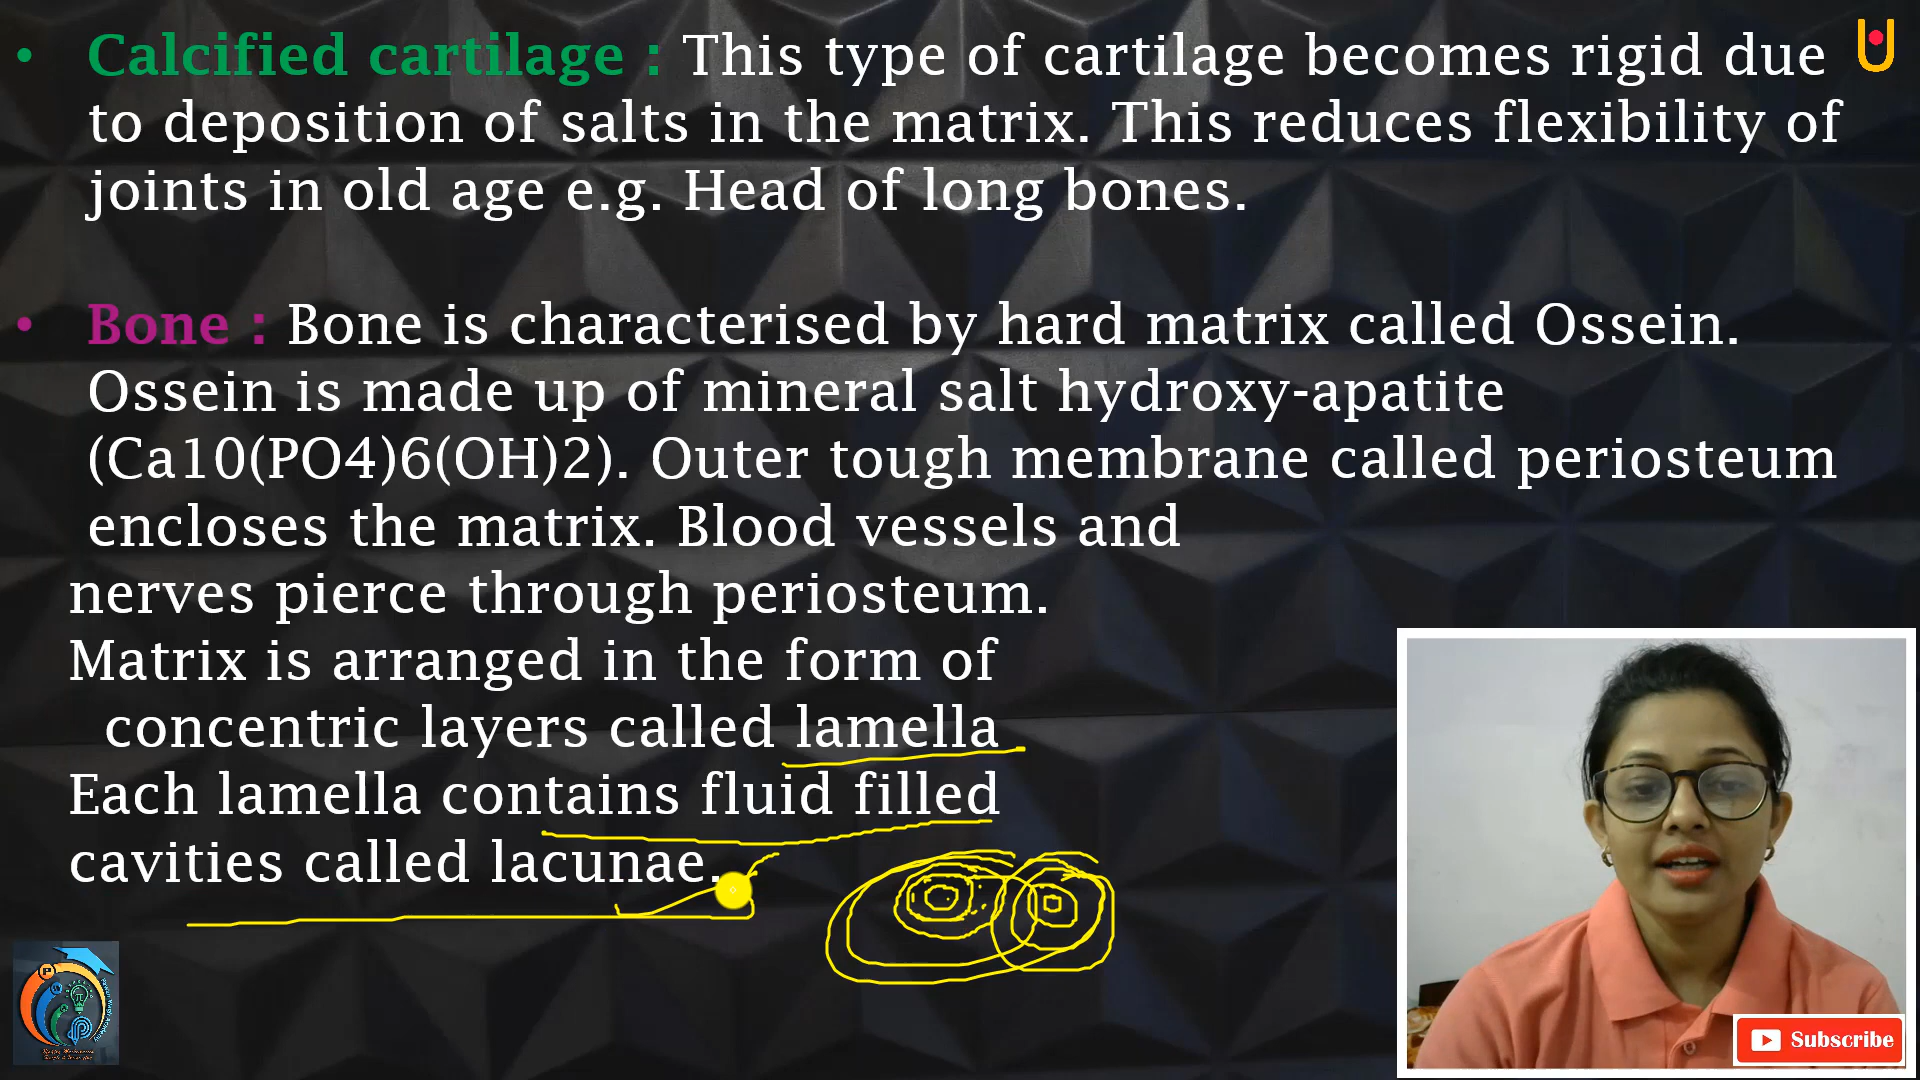 • Calcified cartilage : This type of cartilage becomes rigid due
to deposition of salts in the matrix. This reduces flexibility of
joints in old age e.g. Head of long bones.
• Bone : Bone is characterised by hard matrix called Ossein.
Ossein is made up of mineral salt hydroxy-apatite
(Ca10(PO4)6(OH)2). Outer tough membrane called periosteum
encloses the matrix. Blood vessels and
nerves pierce through periosteum.
Matrix is arranged in the form of
concentric layers called lamella
Each lamella contains fluid filled
cavities called lacunae.
Subscribe